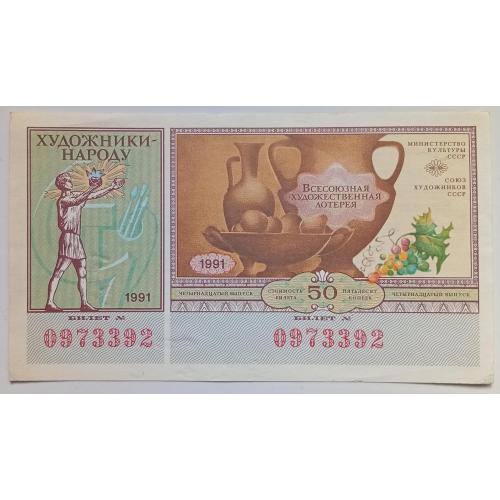 ХУДОЖНИКИ-
НАРОДУ
1991
БИЛЕТ №
0973392
ВСЕСОЮЗНАЯ
ХУДОЖЕСТВЕННАЯ
ЛОТЕРЕЯ
МИНИСТЕРСТВО
КУЛЬТУРЫ
СССР
СОЮЗ
ХУДОЖНИКОВ
СССР
1991
ЧЕТЫРНАДЦАТЫЙ ВЫПУСК
СТОИМОСТЬ
БИЛЕТА
50
ПЯТЬДЕСЯТ
КОПЕЕК
ЧЕТЫРНАДЦАТЫЙ ВЫПУСК
БИЛЕТ №
0973392